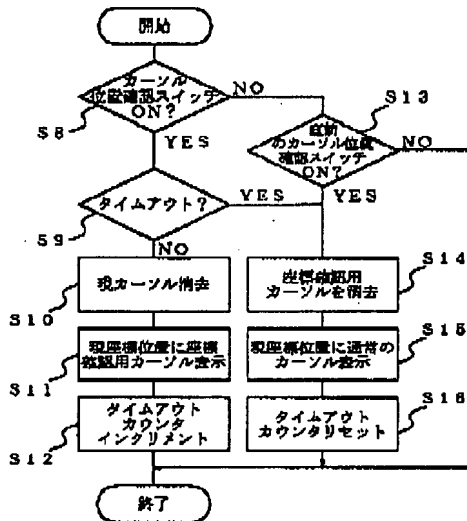 開始
カーソル
位置確認スイッチ
ON?
NO
S8
YES
S13
直前
のカーソル位置
確認スイッチ
ON?
NO
YES
タイムアウト?
YES
S9
NO
現カーソル消去
S10
座標確認用
カーソルを消去
S14
現座標位置に座標
確認用カーソル表示
S11
現座標位置に通常の
カーソル表示
S15
タイムアウト
カウンタ
インクリメント
S12
タイムアウト
カウンタリセット
S16
終了